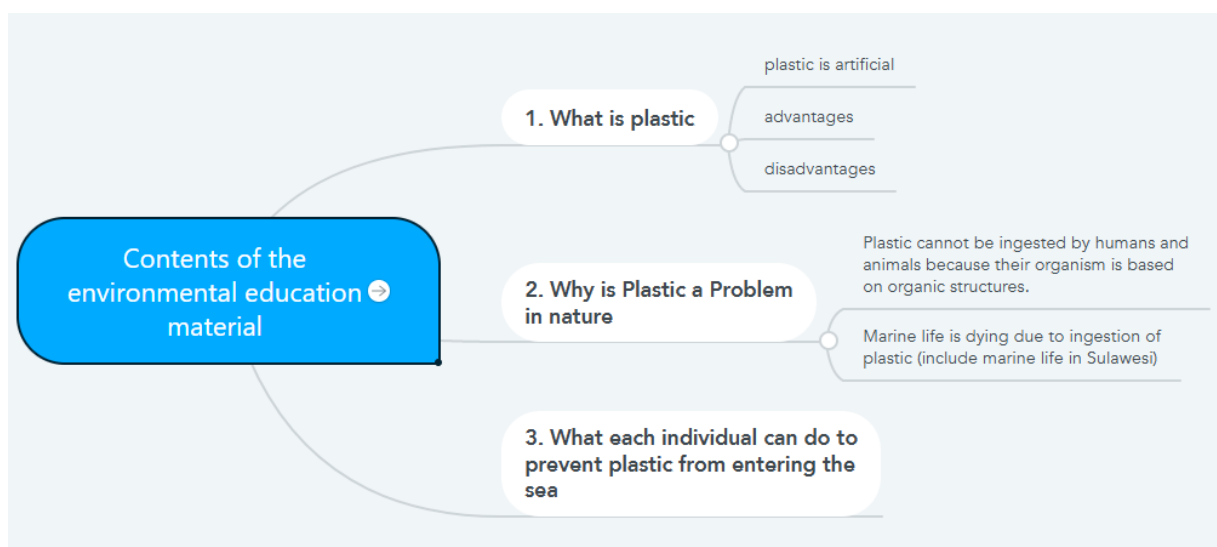 Contents of the
environmental education
material
1. What is plastic
plastic is artificial
advantages
disadvantages
2. Why is Plastic a Problem
in nature
Plastic cannot be ingested by humans and
animals because their organism is based
on organic structures.
Marine life is dying due to ingestion of
plastic (include marine life in Sulawesi)
3. What each individual can do to
prevent plastic from entering the
sea